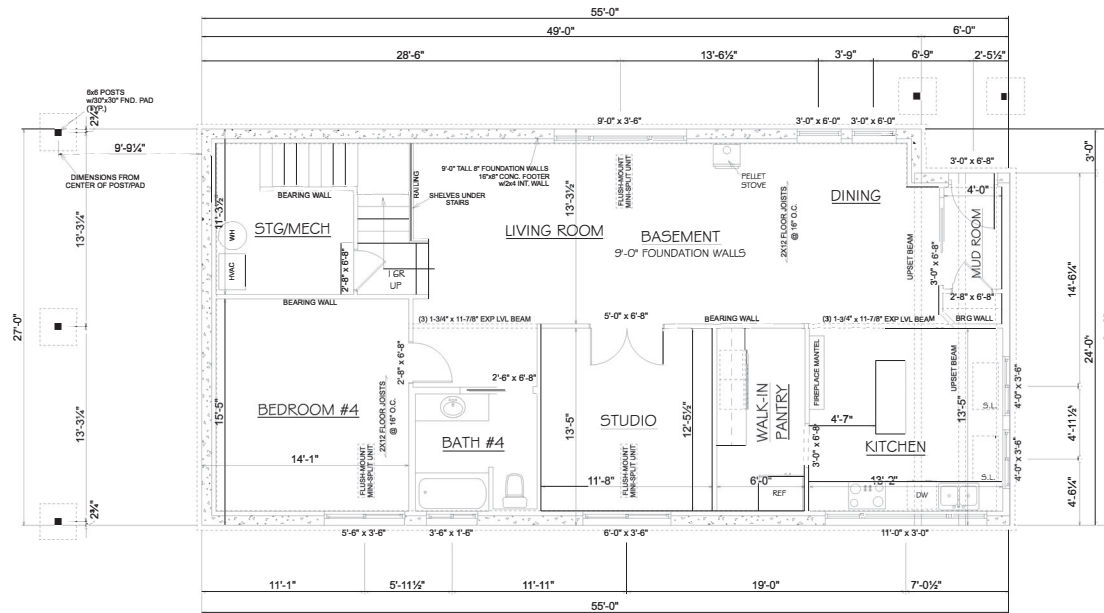 55'-0"
49'-0"
6'-0"
28'-6"
13'-6½"
3'-9"
6'-9"
2'-5½"
6x6 POSTS
w/30"x30" FND. PAD
(TYP.)
2¾"
9'-9¼"
DIMENSIONS FROM
CENTER OF POST/PAD
13'-3¼"
27'-0"
13'-3¼"
2¾"
9'-0" x 3'-6"
3'-0" x 6'-0"
3'-0" x 6'-0"
3'-0" x 6'-8"
3'-0"
9'-0" TALL 8" FOUNDATION WALLS
16"x8" CONC. FOOTER
w/2x4 INT. WALL
BEARING WALL
RAILING
SHELVES UNDER
STAIRS
11'-3½"
STG/MECH
WH
HVAC
2'-8" x 6'-8"
UP
LIVING ROOM
13'-3½"
FLUSH-MOUNT
MINI-SPLIT UNIT
BASEMENT
9'-0" FOUNDATION WALLS
PELLET
STOVE
2X12 FLOOR JOISTS
@ 16" O.C.
DINING
UPSET BEAM
3'-0" x 6'-8"
4'-0"
MUD ROOM
2'-8" x 6'-8"
BRG WALL
14'-6¼"
24'-0"
BEARING WALL
(3) 1-3/4" x 11-7/8" EXP LVL BEAM
5'-0" x 6'-8"
BEARING WALL
(3) 1-3/4" x 11-7/8" EXP LVL BEAM
2'-8" x 6'-8"
2'-6" x 6'-8"
2X12 FLOOR JOISTS
@ 16" O.C.
15'-5"
BEDROOM #4
14'-1"
FLUSH-MOUNT
MINI-SPLIT UNIT
BATH #4
13'-5"
STUDIO
12'-5½"
FLUSH-MOUNT
MINI-SPLIT UNIT
11'-8"
WALK-IN
PANTRY
6'-0"
REF
FIREPLACE MANTEL
3'-0" x 6'-8"
4'-7"
KITCHEN
13'-2"
DW
UPSET BEAM
13'-5"
S.L.
S.L.
4'-0" x 3'-6"
4'-0" x 3'-6"
4'-11½"
4'-6¼"
5'-6" x 3'-6"
3'-6" x 1'-6"
6'-0" x 3'-6"
11'-0" x 3'-0"
11'-1"
5'-11½"
11'-11"
19'-0"
7'-0½"
55'-0"